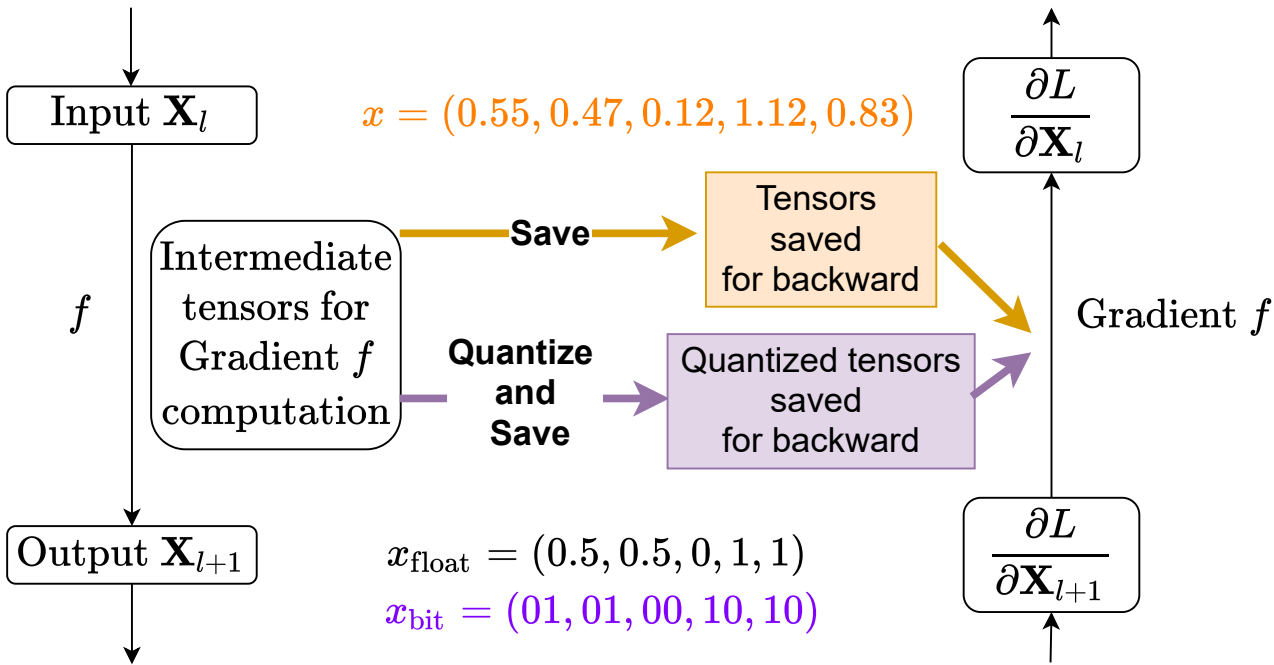 Input X_l
x = (0.55, 0.47, 0.12, 1.12, 0.83)
∂L
∂X_l
Intermediate
tensors for
Gradient f
computation
f
Save
Tensors
saved
for backward
Quantize
and
Save
Quantized tensors
saved
for backward
Gradient f
Output X_{l+1}
x_float = (0.5, 0.5, 0, 1, 1)
x_bit = (01, 01, 00, 10, 10)
∂L
∂X_{l+1}